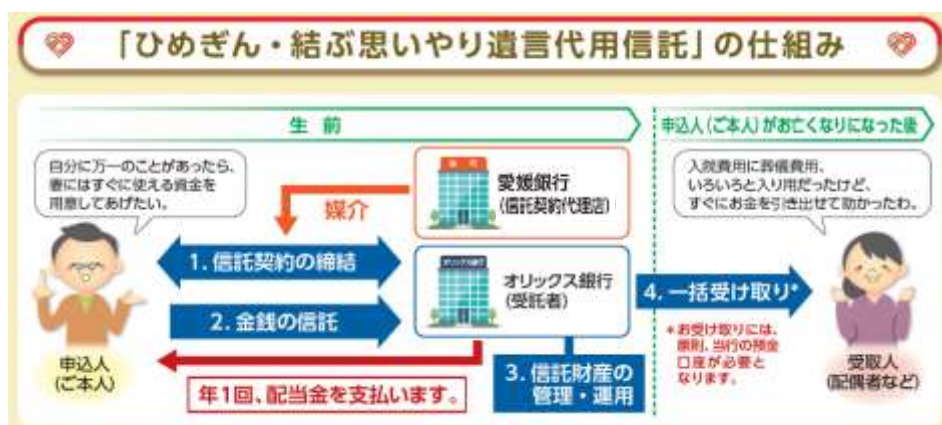 「ひめぎん・結ぶ思いやり遺言代用信託」の仕組み
生前
申込人(ご本人)がお亡くなりになった後
自分に万一のことがあったら、
妻にはすぐに使える資金を
用意してあげたい。
媒介
愛媛銀行
(信託契約代理店)
入院費用に葬儀費用、
いろいろと入り用だったけど、
すぐにお金を引き出せて助かったわ。
1. 信託契約の締結
オリックス銀行
オリックス銀行
(受託者)
4. 一括受け取り*
2. 金銭の信託
*お受け取りには、
原則、当行の預金
口座が必要と
なります。
申込人
(ご本人)
年1回、配当金を支払います。
3. 信託財産の
管理・運用
受取人
(配偶者など)